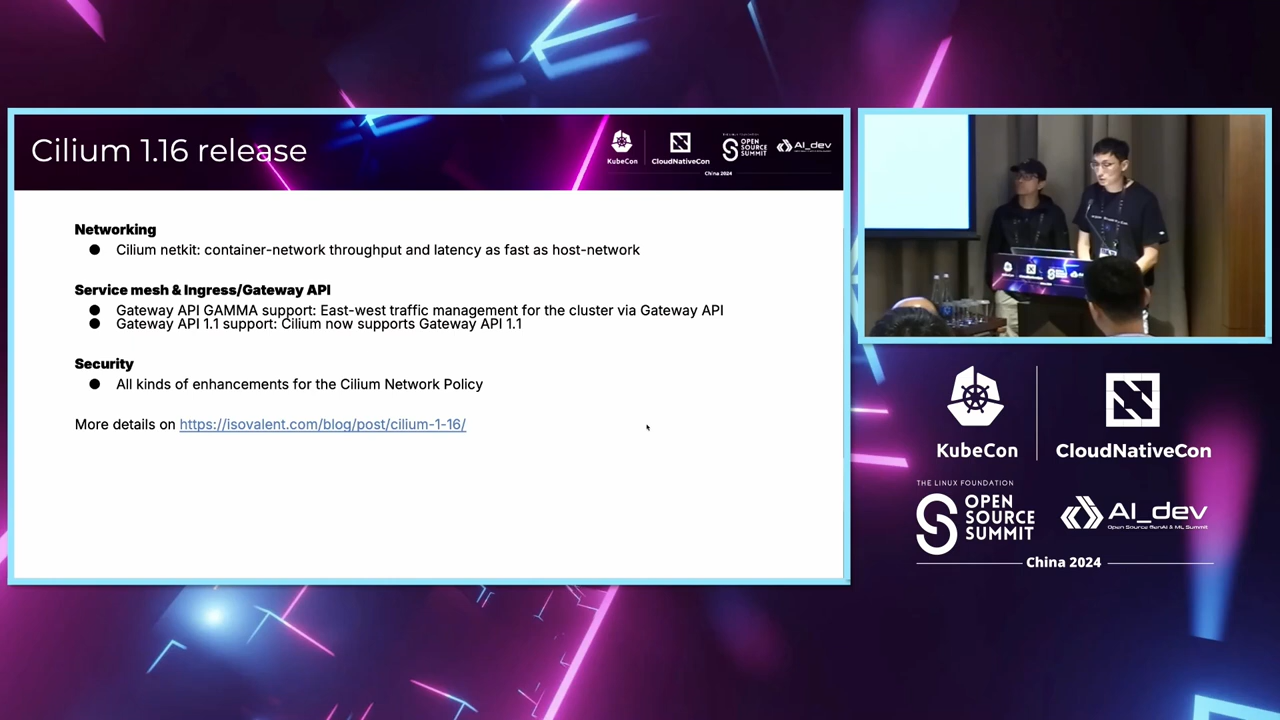 Cilium 1.16 release
KubeCon
CloudNativeCon
OPEN
SOURCE
SUMMIT
AI_dev
China 2024
Networking
● Cilium netkit: container-network throughput and latency as fast as host-network
Service mesh & Ingress/Gateway API
● Gateway API GAMMA support: East-west traffic management for the cluster via Gateway API
● Gateway API 1.1 support: Cilium now supports Gateway API 1.1
Security
● All kinds of enhancements for the Cilium Network Policy
More details on https://isovalent.com/blog/post/cilium-1-16/
KubeCon
CloudNativeCon
THE LINUX FOUNDATION
OPEN
SOURCE
SUMMIT
AI_dev
Open Source GenAI & ML Summit
China 2024